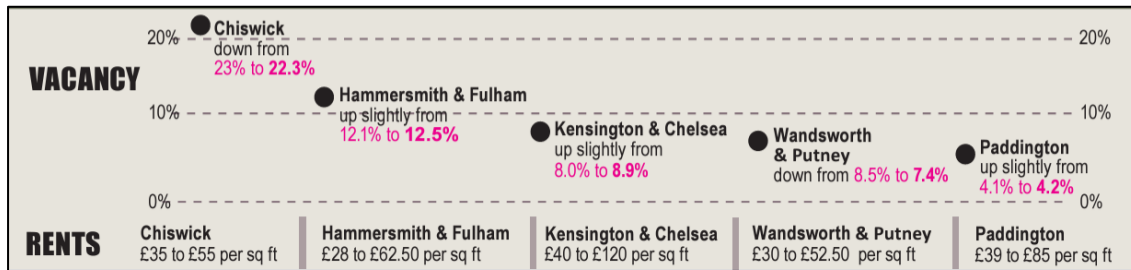 Chiswick
20%
20%
down from
23% to 22.3%
VACANCY
Hammersmith & Fulham
10%
10%
up slightly from
12.1% to 12.5%
Kensington & Chelsea
up slightly from
8.0% to 8.9%
Wandsworth
& Putney
down from 8.5% to 7.4%
Paddington
up slightly from
4.1% to 4.2%
0%
0%
RENTS
Chiswick
£35 to £55 per sq ft
Hammersmith & Fulham
£28 to £62.50 per sq ft
Kensington & Chelsea
£40 to £120 per sq ft
Wandsworth & Putney
£30 to £52.50 per sq ft
Paddington
£39 to £85 per sq ft